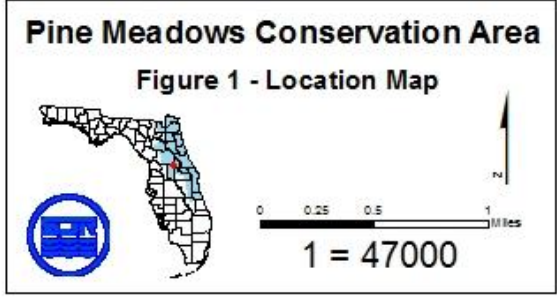 Pine Meadows Conservation Area
Figure 1 - Location Map
N
0 0.25 0.5 1
Miles
1 = 47000